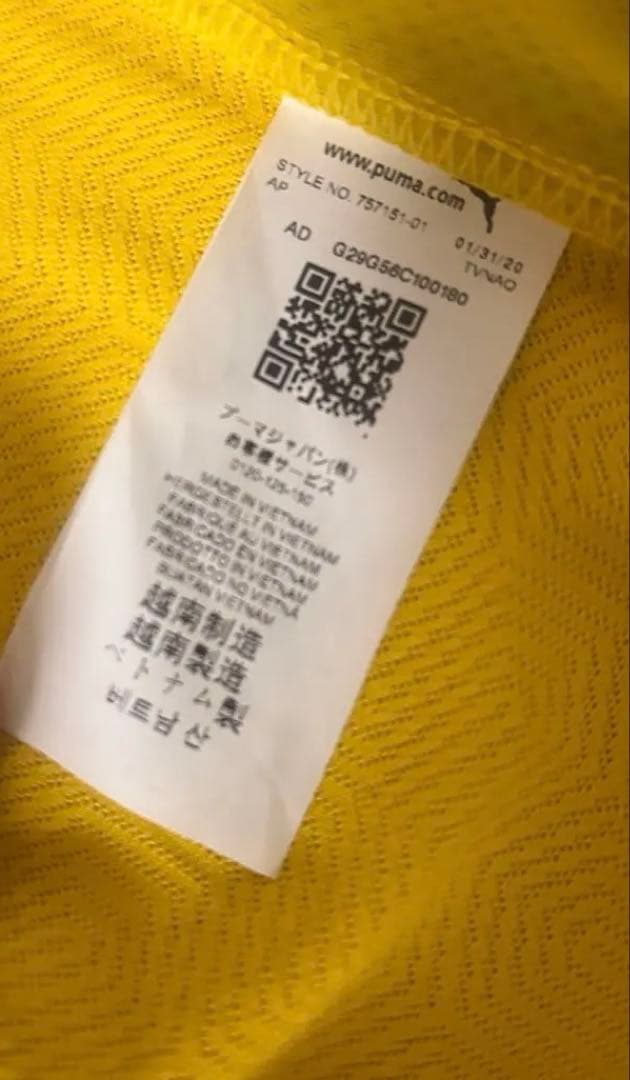 www.puma.com
STYLE NO. 757151-01 01/31/20
AP TVNAO
AD G29G56C100180
プーマジャパン(株)
お客様サービス
0120-125-150
MADE IN VIETNAM
HERGESTELLT IN VIETNAM
FABRIQUE AU VIETNAM
FABRICADO EN VIETNAM
PRODOTTO IN VIETNAM
FABRICADO NO VIETNA
BUATAN VIETNAM
越南制造
越南製造
ベトナム製
베트남 산